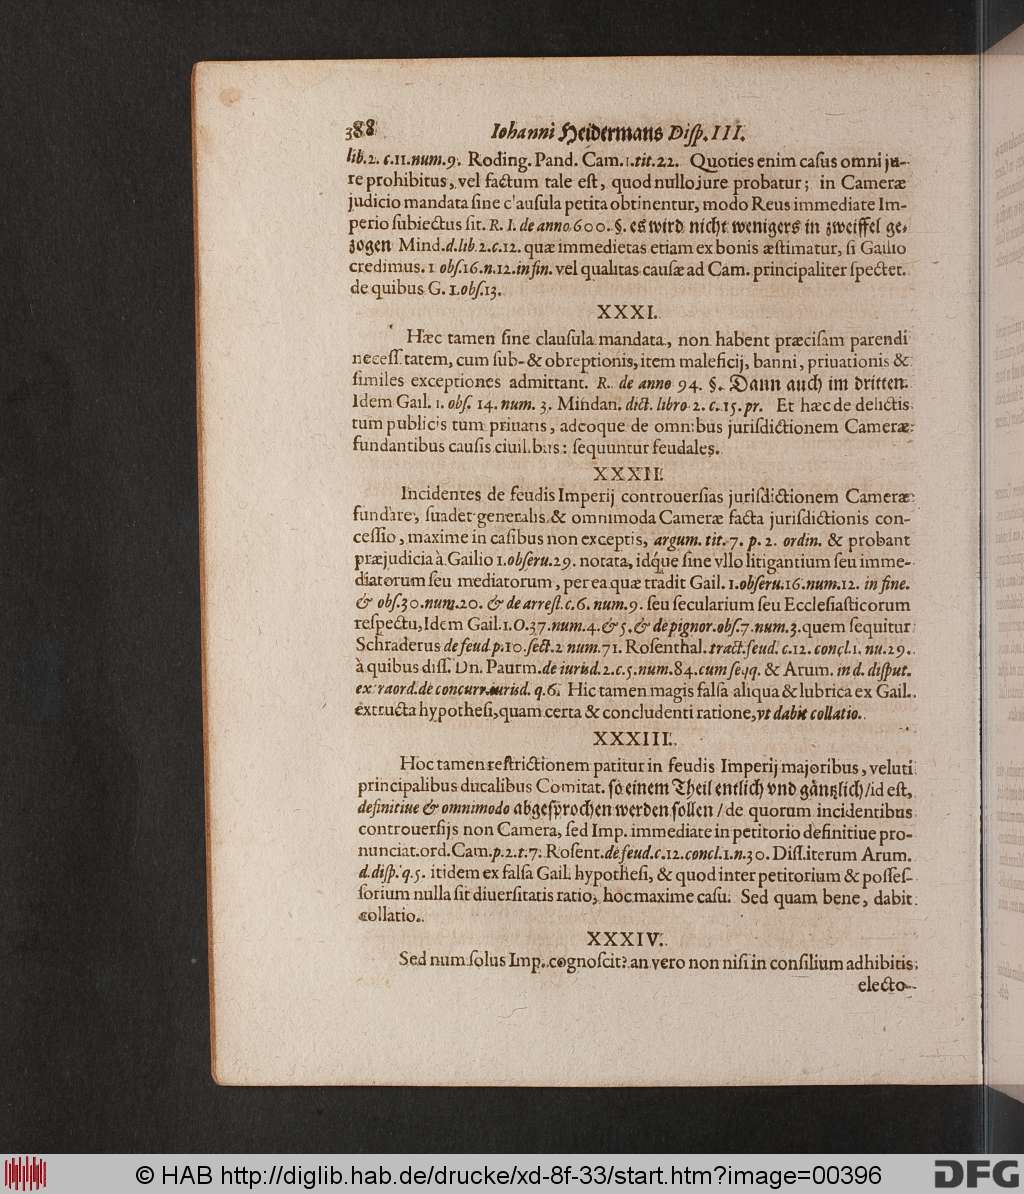 388 Iohanni Heidermans Disp. III.
lib. 2. c. 11. num. 9. Roding. Pand. Cam. 1. tit. 22. Quoties enim casus omni ju-
re prohibitus, vel factum tale est, quod nullo jure probatur; in Cameræ
judicio mandata sine c'ausula petita obtinentur, modo Reus immediate Im-
perio subiectus sit. R. I. de anno 600. §. es wird nicht wenigers in zweiffel ge-
zogen Mind. d. lib. 2. c. 12. quæ immedietas etiam ex bonis æstimatur, si Gailio
credimus. 1 obs. 16. n. 12. in fin. vel qualitas causæ ad Cam. principaliter spectet.
de quibus G. 1. obs. 13.
XXXI.
Hæc tamen sine clausula mandata, non habent præcisam parendi
necess tatem, cum sub- & obreptionis, item maleficij, banni, priuationis &
similes exceptiones admittant. R. de anno 94. §. Dann auch im dritten.
Idem Gail. 1. obs. 14. num. 3. Mindan. dict. libro 2. c. 15. pr. Et hæc de delictis
tum publicis tum priuatis, adeoque de omnibus jurisdictionem Cameræ
fundantibus causis ciuil.bus: sequuntur feudales.
XXXII.
Incidentes de feudis Imperij controuersias jurisdictionem Cameræ
fundare, suadet generalis & omnimoda Cameræ facta jurisdictionis con-
cessio, maxime in casibus non exceptis, argum. tit. 7. p. 2. ordin. & probant
præjudicia à Gailio 1. obseru. 29. notata, idq́ue sine vllo litigantium seu imme-
diatorum seu mediatorum, per ea quæ tradit Gail. 1. obseru. 16. num. 12. in fine.
& obs. 30. num. 20. & de arrest. c. 6. num. 9. seu secularium seu Ecclesiasticorum
respectu, Idem Gail. 1. O. 37. num. 4. & 5. & de pignor. obs. 7. num. 3. quem sequitur
Schraderus de feud. p. 10. sect. 2 num. 71. Rosenthal. tract. feud. c. 12. concl. 1. nu. 29.
à quibus diss. Dn. Paurm. de iurisd. 2. c. 5. num. 84. cum seqq. & Arum. in d. disput.
extraord. de concurr. iurisd. q. 6. Hic tamen magis falsa aliqua & lubrica ex Gail.
extructa hypothesi, quam certa & concludenti ratione, vt dabit collatio.
XXXIII.
Hoc tamen restrictionem patitur in feudis Imperij majoribus, veluti
principalibus ducalibus Comitat. so einem Theil entlich vnd gäntzlich / id est,
definitiue & omnimodo abgesprochen werden sollen / de quorum incidentibus
controuersijs non Camera, sed Imp. immediate in petitorio definitiue pro-
nunciat. ord. Cam. p. 2. t. 7. Rosent. de feud. c. 12. concl. 1. n. 30. Diss. iterum Arum.
d. disp. q. 5. itidem ex falsa Gail. hypothesi, & quod inter petitorium & posses-
sorium nulla sit diuersitatis ratio, hoc maxime casu. Sed quam bene, dabit
collatio.
XXXIV.
Sed num solus Imp. cognoscit? an vero non nisi in consilium adhibitis
electo-
© HAB http://diglib.hab.de/drucke/xd-8f-33/start.htm?image=00396
DFG